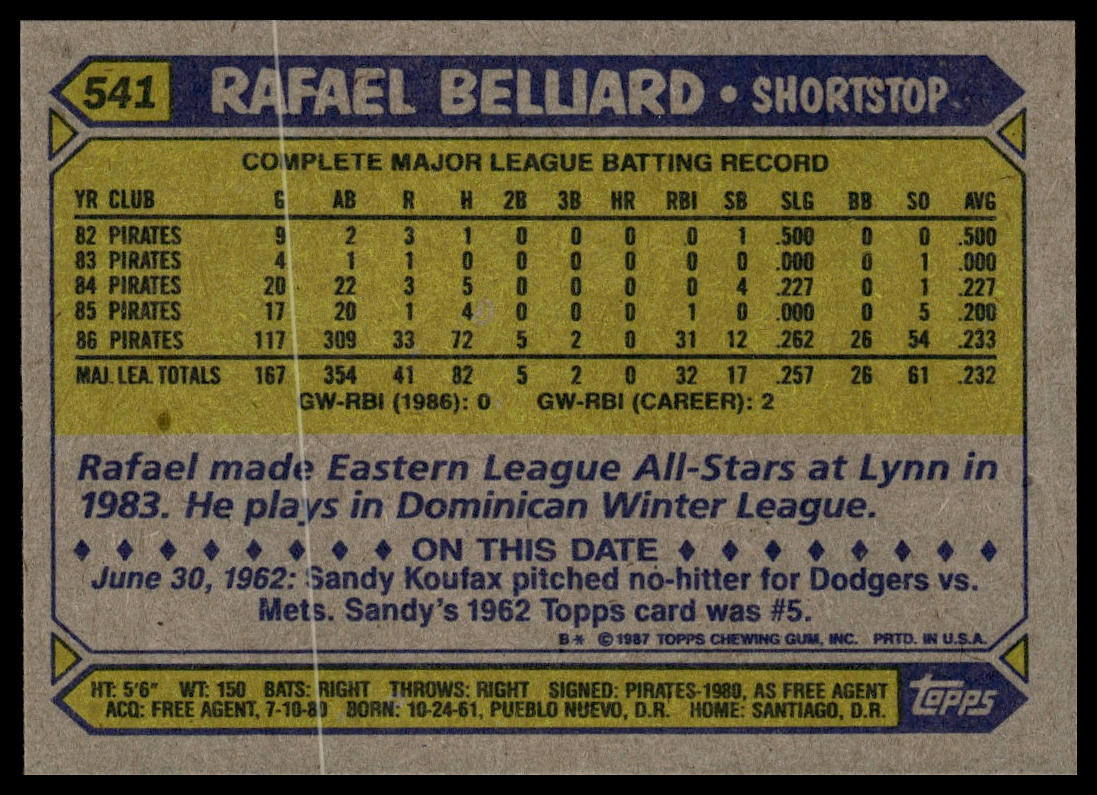 541 RAFAEL BELLIARD • SHORTSTOP
COMPLETE MAJOR LEAGUE BATTING RECORD
YR CLUB G AB R H 2B 3B HR RBI SB SLG BB SO AVG
82 PIRATES 9 2 3 1 0 0 0 0 1 .500 0 0 .500
83 PIRATES 4 1 1 0 0 0 0 0 0 .000 0 1 .000
84 PIRATES 20 22 3 5 0 0 0 0 4 .227 0 1 .227
85 PIRATES 17 20 1 4 0 0 0 1 0 .000 0 5 .200
86 PIRATES 117 309 33 72 5 2 0 31 12 .262 26 54 .233
MAJ. LEA. TOTALS 167 354 41 82 5 2 0 32 17 .257 26 61 .232
GW-RBI (1986): 0 GW-RBI (CAREER): 2
Rafael made Eastern League All-Stars at Lynn in
1983. He plays in Dominican Winter League.
♦ ♦ ♦ ♦ ♦ ♦ ♦ ♦ ON THIS DATE ♦ ♦ ♦ ♦ ♦ ♦ ♦ ♦
June 30, 1962: Sandy Koufax pitched no-hitter for Dodgers vs.
Mets. Sandy's 1962 Topps card was #5.
B* © 1987 TOPPS CHEWING GUM, INC. PRTD. IN U.S.A.
HT: 5'6" WT: 150 BATS: RIGHT THROWS: RIGHT SIGNED: PIRATES-1980, AS FREE AGENT
ACQ: FREE AGENT, 7-10-80 BORN: 10-24-61, PUEBLO NUEVO, D.R. HOME: SANTIAGO, D.R.
Topps